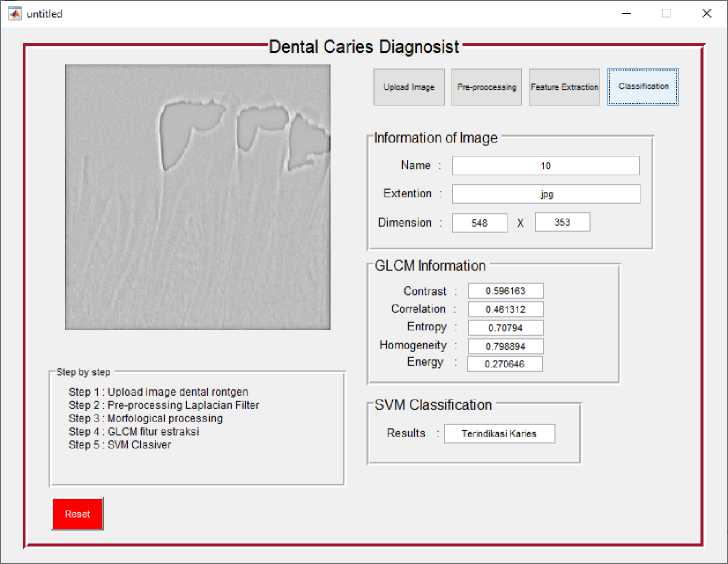 untitled
Dental Caries Diagnosist
Upload Image
Pre-proocessing
Feature Extraction
Classification
Information of Image
Name : 10
Extention : .jpg
Dimension : 548 X 353
GLCM Information
Contrast : 0.596163
Correlation : 0.461312
Entropy : 0.70794
Homogeneity : 0.798894
Energy : 0.270646
Step by step
Step 1 : Upload image dental rontgen
Step 2 : Pre-processing Laplacian Filter
Step 3 : Morfological processing
Step 4 : GLCM fitur estraksi
Step 5 : SVM Clasiver
SVM Classification
Results : Terindikasi Karies
Reset